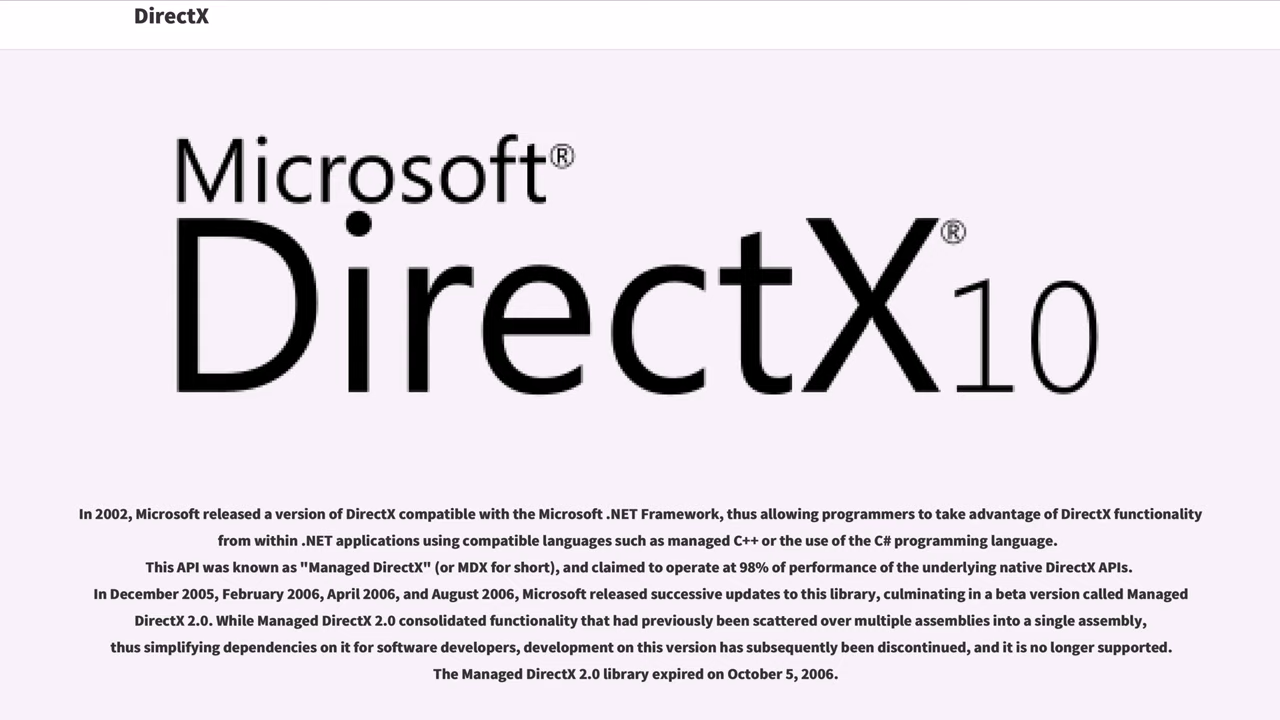 DirectX
Microsoft®
DirectX®10
In 2002, Microsoft released a version of DirectX compatible with the Microsoft .NET Framework, thus allowing programmers to take advantage of DirectX functionality
from within .NET applications using compatible languages such as managed C++ or the use of the C# programming language.
This API was known as "Managed DirectX" (or MDX for short), and claimed to operate at 98% of performance of the underlying native DirectX APIs.
In December 2005, February 2006, April 2006, and August 2006, Microsoft released successive updates to this library, culminating in a beta version called Managed
DirectX 2.0. While Managed DirectX 2.0 consolidated functionality that had previously been scattered over multiple assemblies into a single assembly,
thus simplifying dependencies on it for software developers, development on this version has subsequently been discontinued, and it is no longer supported.
The Managed DirectX 2.0 library expired on October 5, 2006.